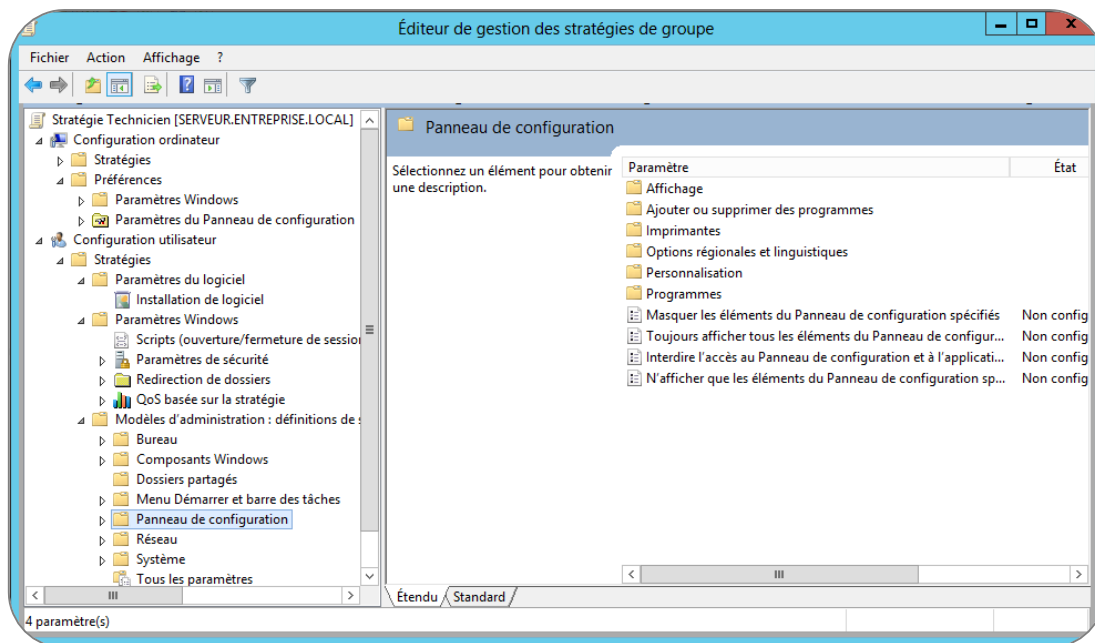 Éditeur de gestion des stratégies de groupe
Fichier Action Affichage ?
Stratégie Technicien [SERVEUR.ENTREPRISE.LOCAL]
Configuration ordinateur
Stratégies
Préférences
Paramètres Windows
Paramètres du Panneau de configuration
Configuration utilisateur
Stratégies
Paramètres du logiciel
Installation de logiciel
Paramètres Windows
Scripts (ouverture/fermeture de session
Paramètres de sécurité
Redirection de dossiers
QoS basée sur la stratégie
Modèles d'administration : définitions de
Bureau
Composants Windows
Dossiers partagés
Menu Démarrer et barre des tâches
Panneau de configuration
Réseau
Système
Tous les paramètres
Panneau de configuration
Sélectionnez un élément pour obtenir
une description.
Paramètre État
Affichage
Ajouter ou supprimer des programmes
Imprimantes
Options régionales et linguistiques
Personnalisation
Programmes
Masquer les éléments du Panneau de configuration spécifiés Non config
Toujours afficher tous les éléments du Panneau de configur... Non config
Interdire l'accès au Panneau de configuration et à l'applicati... Non config
N'afficher que les éléments du Panneau de configuration sp... Non config
Étendu Standard
4 paramètre(s)